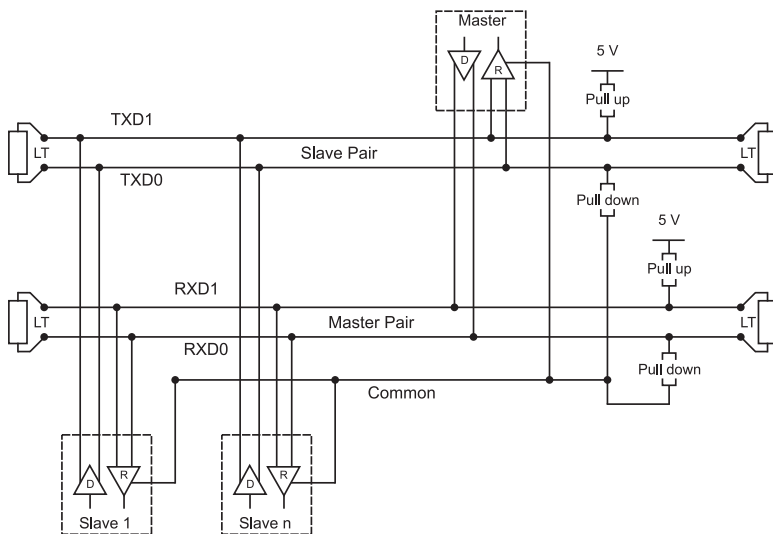 Master
D
R
5 V
Pull up
TXD1
LT
Slave Pair
LT
TXD0
Pull down
5 V
Pull up
RXD1
LT
Master Pair
LT
RXD0
Pull down
Common
D
R
D
R
Slave 1
Slave n